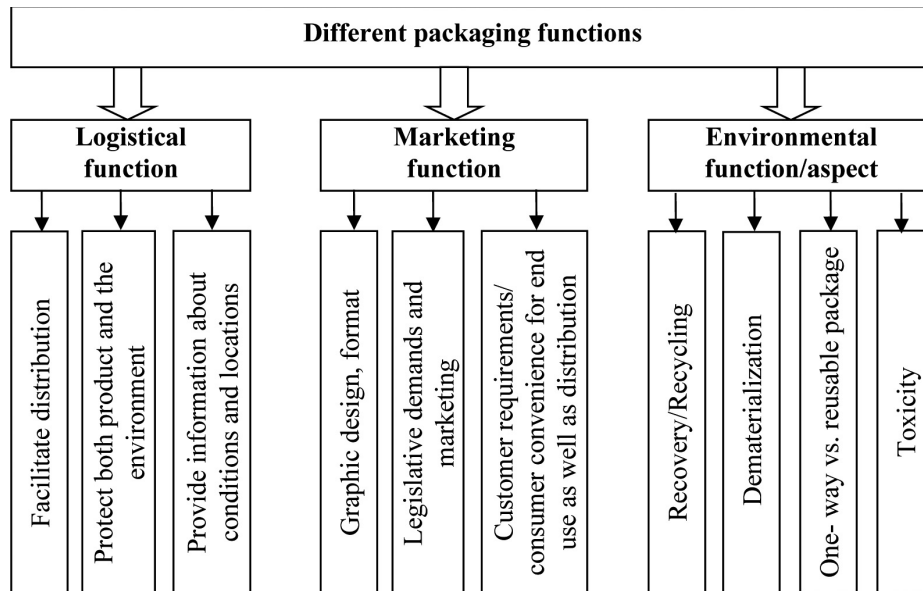 Different packaging functions
Logistical
function
Marketing
function
Environmental
function/aspect
Facilitate distribution
Protect both product and the
environment
Provide information about
conditions and locations
Graphic design, format
Legislative demands and
marketing
Customer requirements/
consumer convenience for end
use as well as distribution
Recovery/Recycling
Dematerialization
One- way vs. reusable package
Toxicity